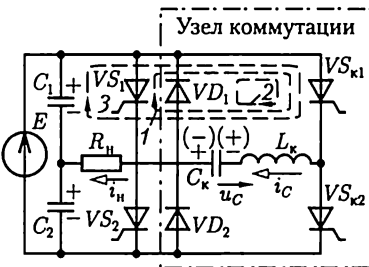 Узел коммутации
C₁ + − VS₁ VD₁ 2 VSк1
3
E 1
Rн (−) (+) Lк
+ −
iн Cк iC
uC
C₂ + − VS₂ VD₂ VSк2